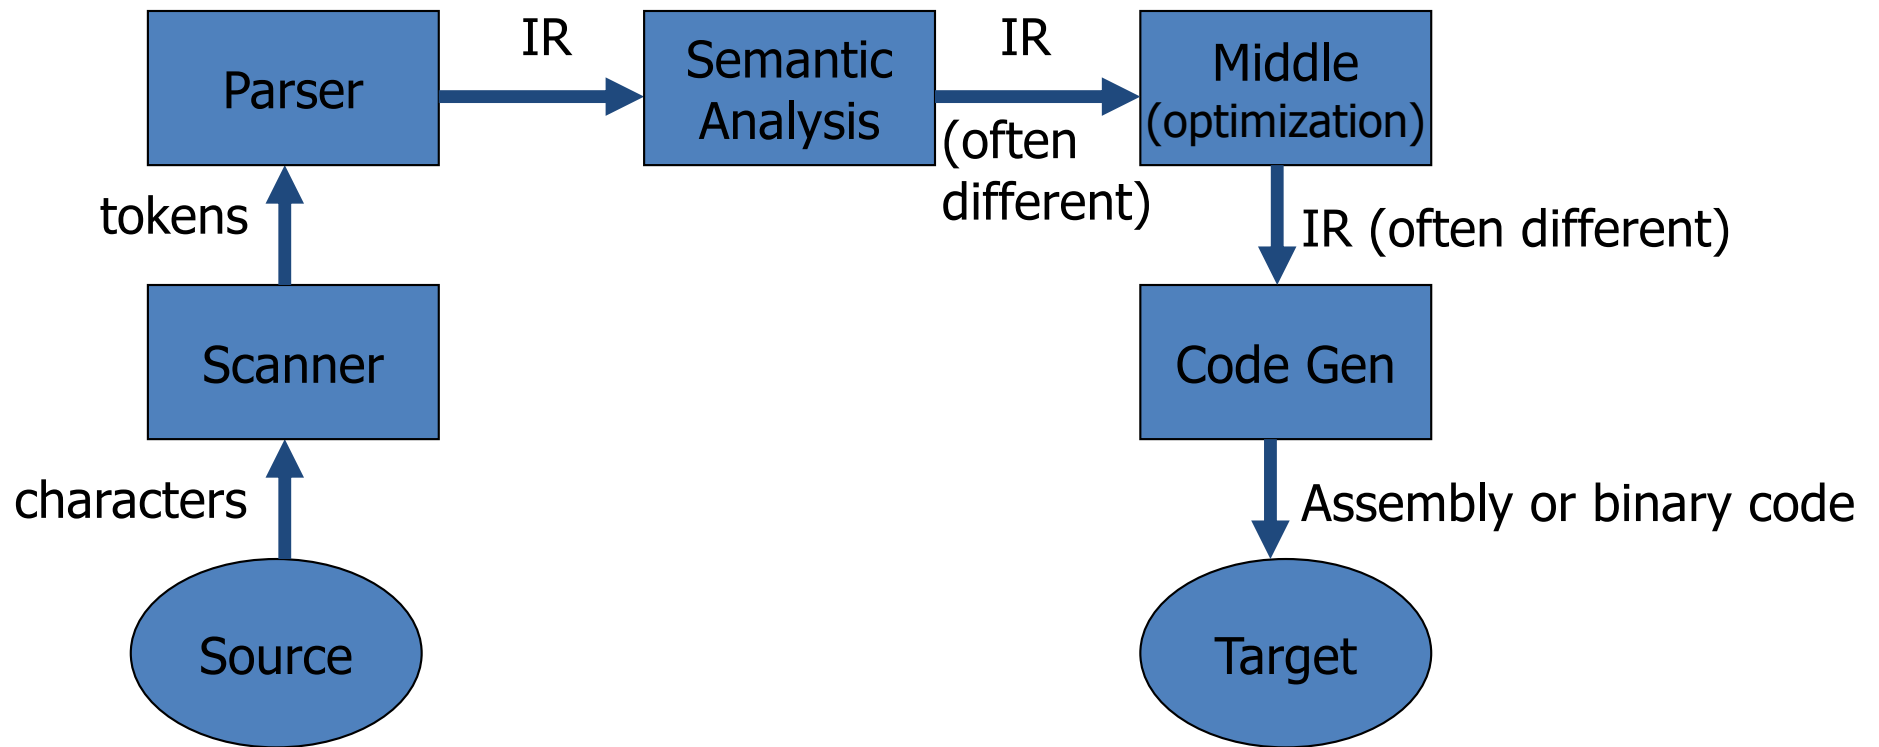 IR
IR
Parser
Semantic
Analysis
Middle
(optimization)
(often
different)
tokens
IR (often different)
Scanner
Code Gen
characters
Assembly or binary code
Source
Target